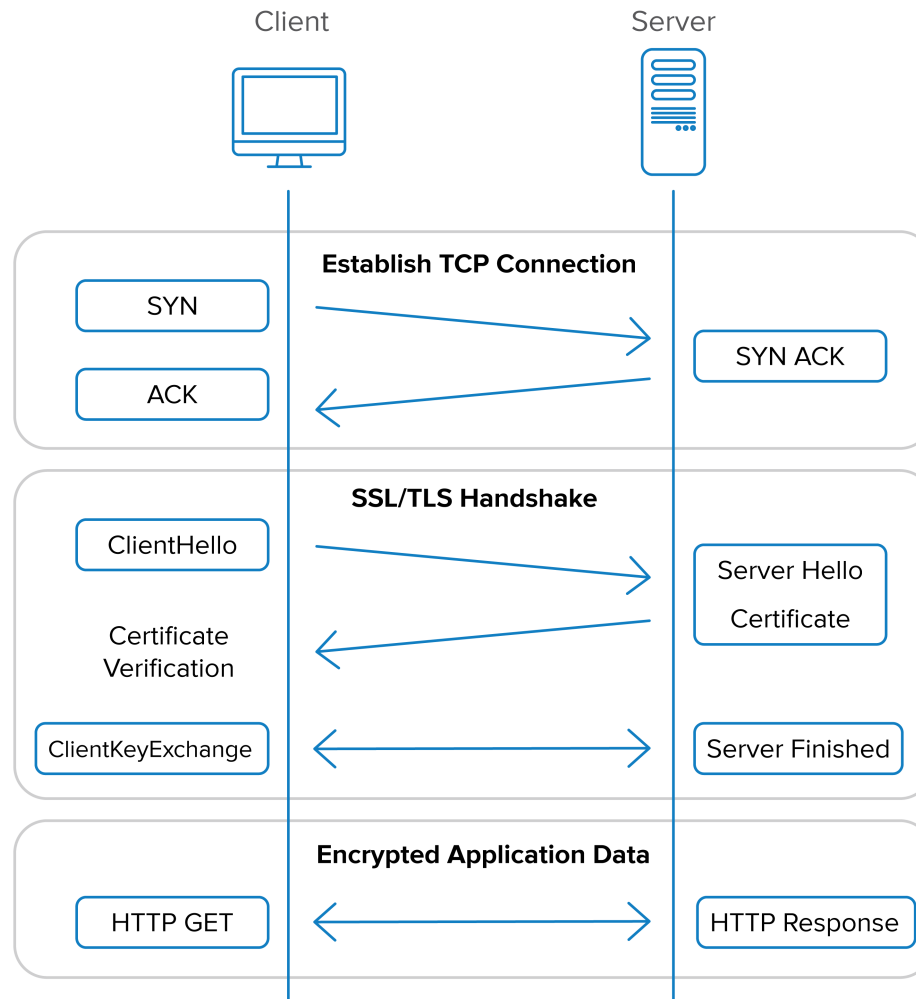 Client
Server
Establish TCP Connection
SYN
SYN ACK
ACK
SSL/TLS Handshake
ClientHello
Server Hello
Certificate
Certificate
Verification
ClientKeyExchange
Server Finished
Encrypted Application Data
HTTP GET
HTTP Response